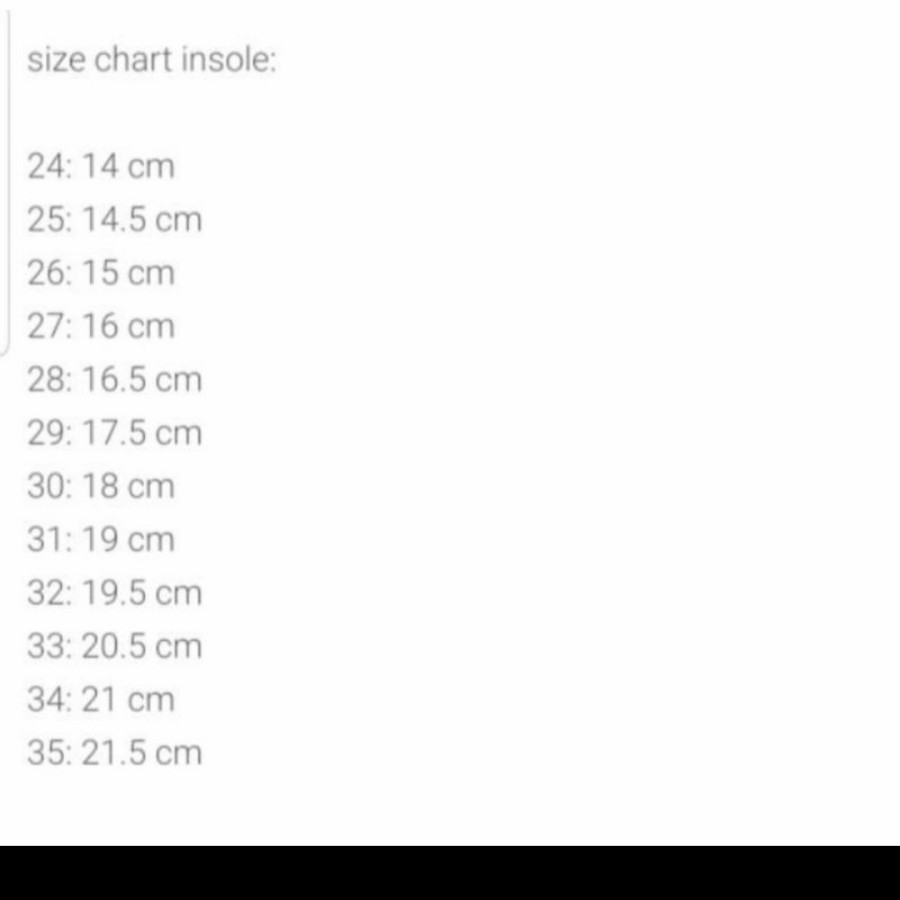 size chart insole:
24: 14 cm
25: 14.5 cm
26: 15 cm
27: 16 cm
28: 16.5 cm
29: 17.5 cm
30: 18 cm
31: 19 cm
32: 19.5 cm
33: 20.5 cm
34: 21 cm
35: 21.5 cm